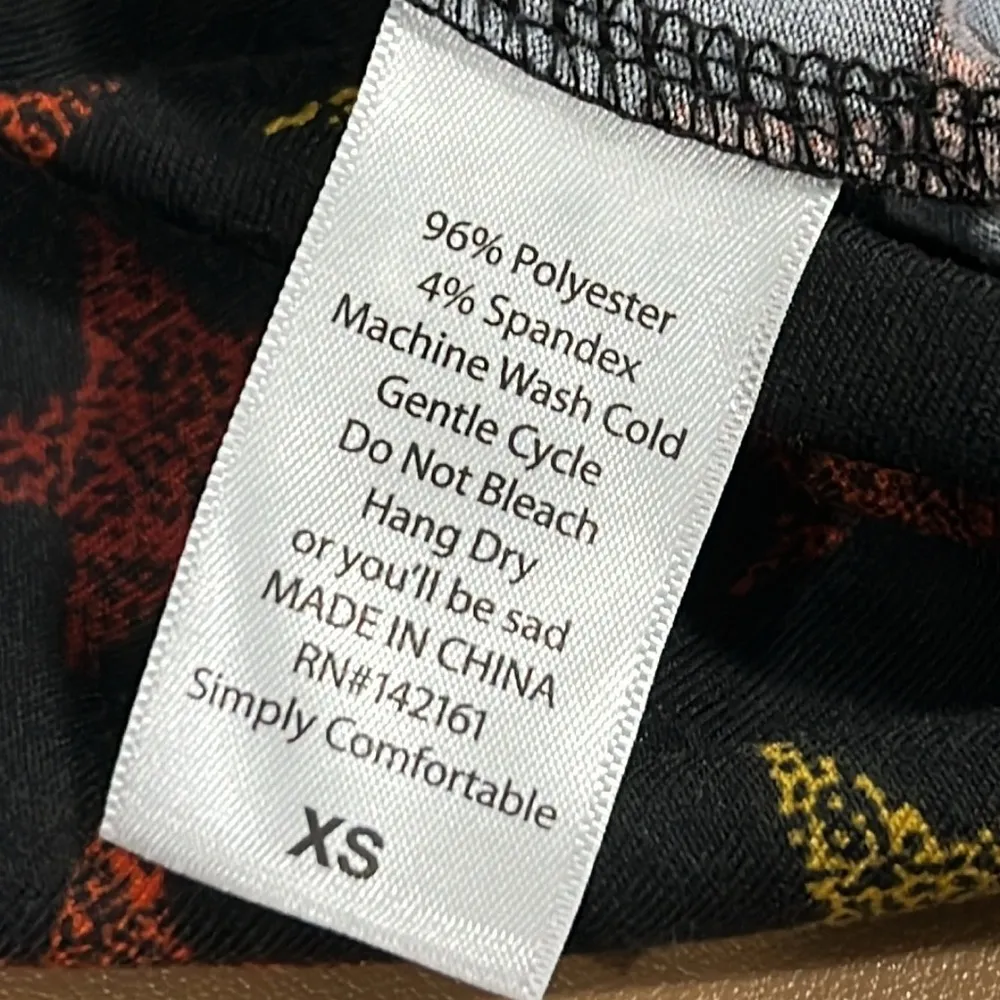 96% Polyester
4% Spandex
Machine Wash Cold
Gentle Cycle
Do Not Bleach
Hang Dry
or you'll be sad
MADE IN CHINA
RN#142161
Simply Comfortable
XS